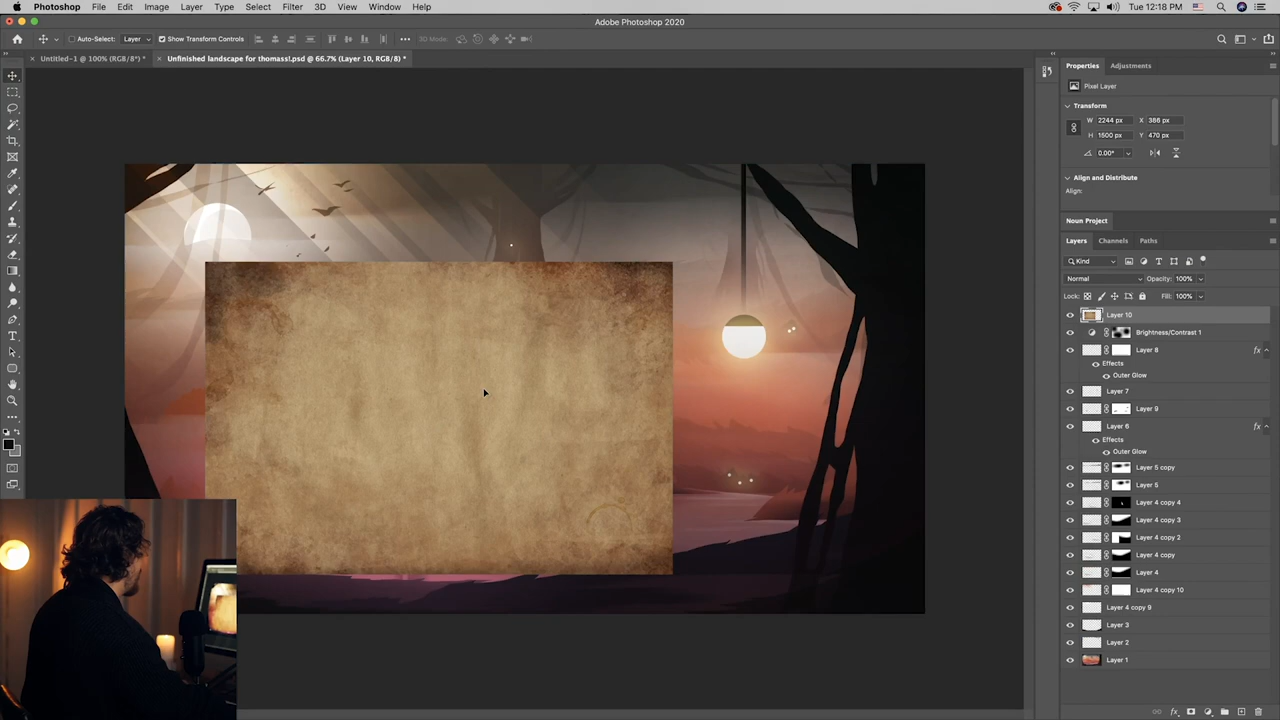 Photoshop File Edit Image Layer Type Select Filter 3D View Window Help
Tue 12:18 PM
Adobe Photoshop 2020
Auto-Select: Layer Show Transform Controls ••• 3D Mode:
× Untitled-1 @ 100% (RGB/8*) * × Unfinished landscape for thomass!.psd @ 66.7% (Layer 10, RGB/8) *
Properties Adjustments
Pixel Layer
Transform
W 2244 px X 386 px
H 1500 px Y 470 px
0.00°
Align and Distribute
Align:
Noun Project
Layers Channels Paths
Kind
Normal Opacity: 100%
Lock: Fill: 100%
Layer 10
Brightness/Contrast 1
Layer 8 fx
Effects
Outer Glow
Layer 7
Layer 9
Layer 6 fx
Effects
Outer Glow
Layer 5 copy
Layer 5
Layer 4 copy 4
Layer 4 copy 3
Layer 4 copy 2
Layer 4 copy
Layer 4
Layer 4 copy 10
Layer 4 copy 9
Layer 3
Layer 2
Layer 1
fx